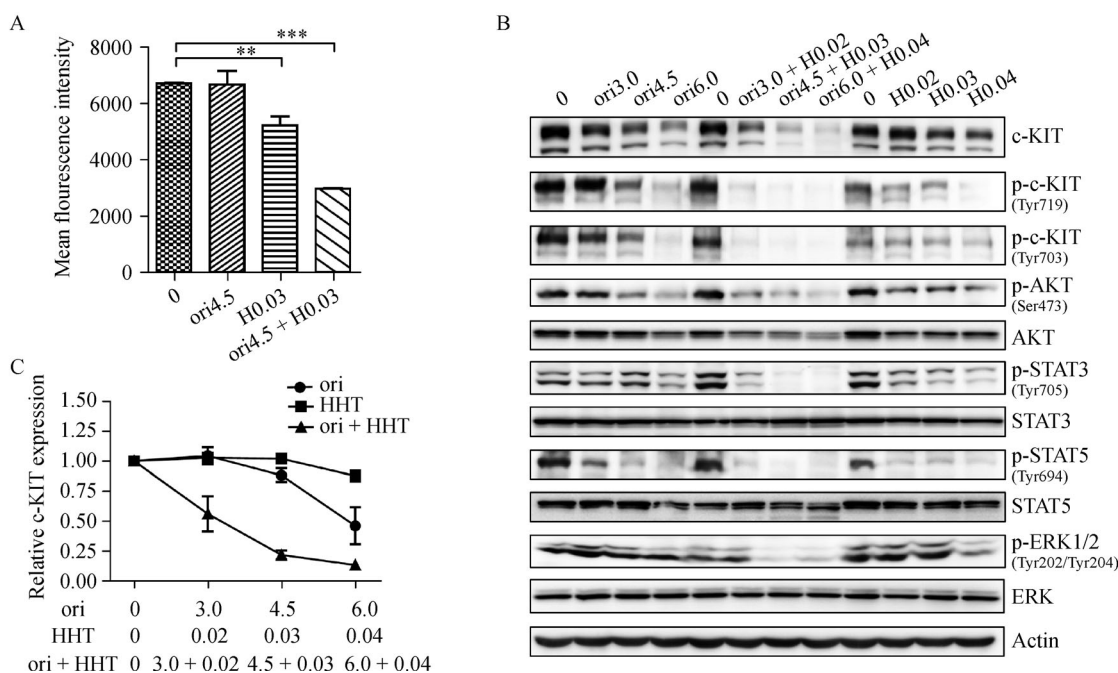 A
Mean flourescence intensity
8000
6000
4000
2000
0
**
***
0
ori4.5
H0.03
ori4.5 + H0.03
B
0
ori3.0
ori4.5
ori6.0
0
ori3.0 + H0.02
ori4.5 + H0.03
ori6.0 + H0.04
0
H0.02
H0.03
H0.04
c-KIT
p-c-KIT
(Tyr719)
p-c-KIT
(Tyr703)
p-AKT
(Ser473)
AKT
p-STAT3
(Tyr705)
STAT3
p-STAT5
(Tyr694)
STAT5
p-ERK1/2
(Tyr202/Tyr204)
ERK
Actin
C
Relative c-KIT expression
1.50
1.25
1.00
0.75
0.50
0.25
0.00
ori
HHT
ori + HHT
ori 0 3.0 4.5 6.0
HHT 0 0.02 0.03 0.04
ori + HHT 0 3.0 + 0.02 4.5 + 0.03 6.0 + 0.04